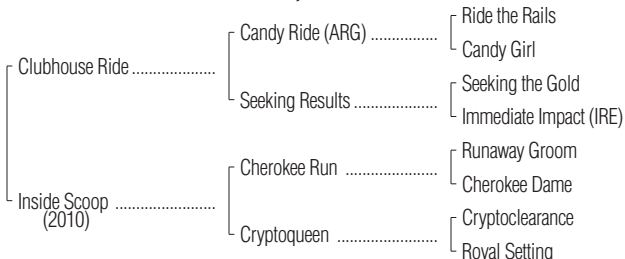 Ride the Rails
Candy Ride (ARG) ................
Candy Girl
Clubhouse Ride ....................
Seeking the Gold
Seeking Results ....................
Immediate Impact (IRE)
Runaway Groom
Cherokee Run ......................
Cherokee Dame
Inside Scoop ........................
(2010)
Cryptoclearance
Cryptoqueen ........................
Royal Setting